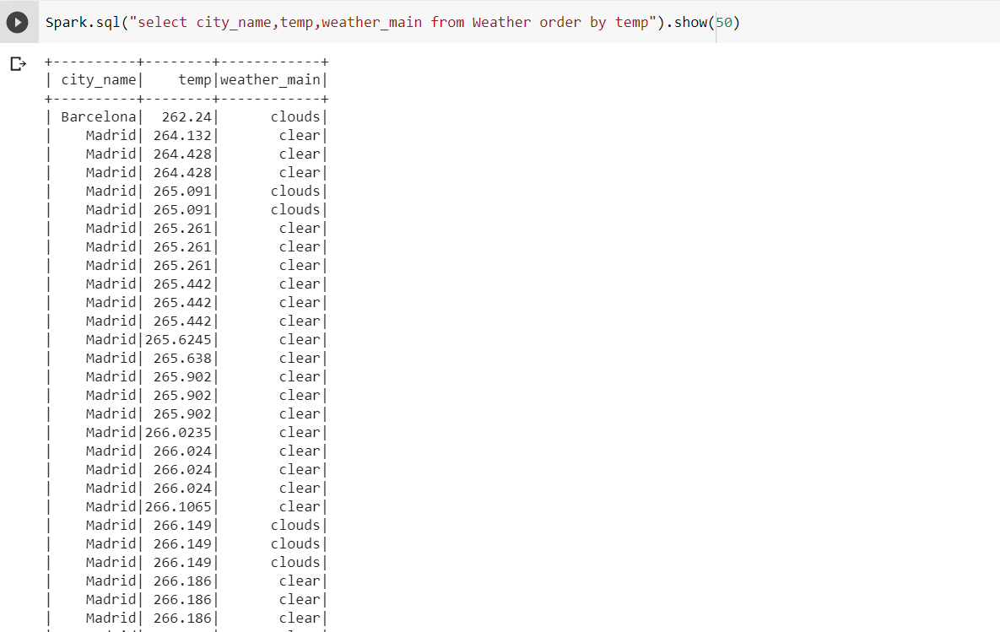 Spark.sql("select city_name,temp,weather_main from Weather order by temp").show(50)
+----------+--------+------------+
| city_name|    temp|weather_main|
+----------+--------+------------+
| Barcelona|  262.24|      clouds|
|    Madrid| 264.132|       clear|
|    Madrid| 264.428|       clear|
|    Madrid| 264.428|       clear|
|    Madrid| 265.091|      clouds|
|    Madrid| 265.091|      clouds|
|    Madrid| 265.261|       clear|
|    Madrid| 265.261|       clear|
|    Madrid| 265.261|       clear|
|    Madrid| 265.442|       clear|
|    Madrid| 265.442|       clear|
|    Madrid| 265.442|       clear|
|    Madrid|265.6245|       clear|
|    Madrid| 265.638|       clear|
|    Madrid| 265.902|       clear|
|    Madrid| 265.902|       clear|
|    Madrid| 265.902|       clear|
|    Madrid|266.0235|       clear|
|    Madrid| 266.024|       clear|
|    Madrid| 266.024|       clear|
|    Madrid| 266.024|       clear|
|    Madrid|266.1065|       clear|
|    Madrid| 266.149|      clouds|
|    Madrid| 266.149|      clouds|
|    Madrid| 266.149|      clouds|
|    Madrid| 266.186|       clear|
|    Madrid| 266.186|       clear|
|    Madrid| 266.186|       clear|